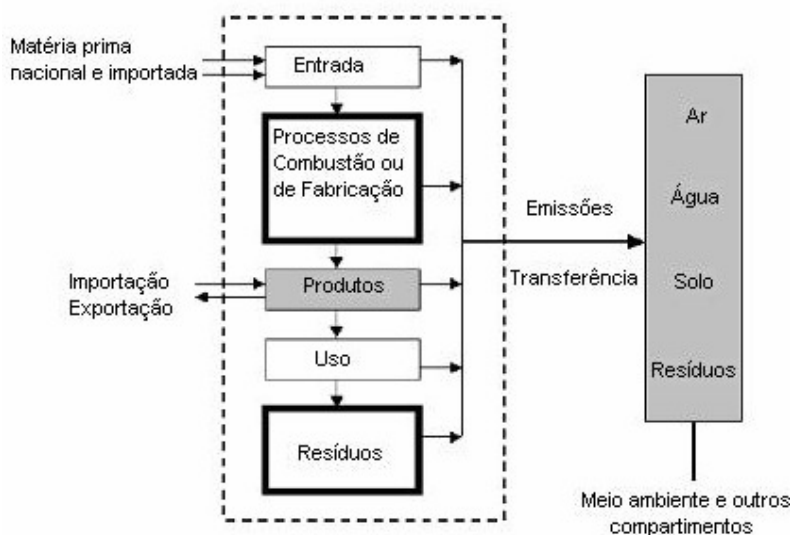 Matéria prima
nacional e importada
Entrada
Processos de
Combustão ou
de Fabricação
Importação
Exportação
Produtos
Uso
Resíduos
Emissões
Transferência
Ar
Água
Solo
Resíduos
Meio ambiente e outros
compartimentos